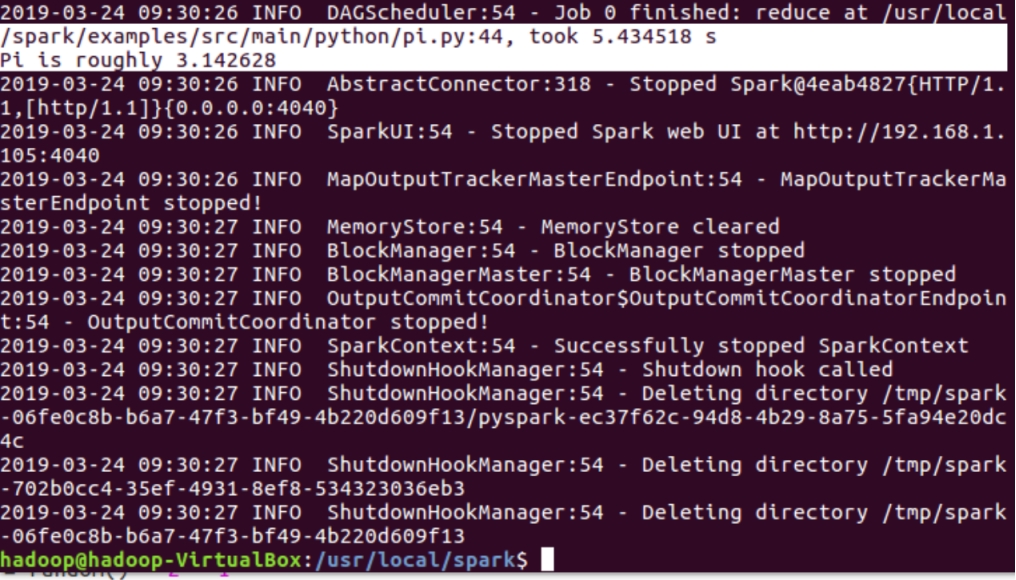 2019-03-24 09:30:26 INFO  DAGScheduler:54 - Job 0 finished: reduce at /usr/local
/spark/examples/src/main/python/pi.py:44, took 5.434518 s
Pi is roughly 3.142628
2019-03-24 09:30:26 INFO  AbstractConnector:318 - Stopped Spark@4eab4827{HTTP/1.
1,[http/1.1]}{0.0.0.0:4040}
2019-03-24 09:30:26 INFO  SparkUI:54 - Stopped Spark web UI at http://192.168.1.
105:4040
2019-03-24 09:30:26 INFO  MapOutputTrackerMasterEndpoint:54 - MapOutputTrackerMa
sterEndpoint stopped!
2019-03-24 09:30:27 INFO  MemoryStore:54 - MemoryStore cleared
2019-03-24 09:30:27 INFO  BlockManager:54 - BlockManager stopped
2019-03-24 09:30:27 INFO  BlockManagerMaster:54 - BlockManagerMaster stopped
2019-03-24 09:30:27 INFO  OutputCommitCoordinator$OutputCommitCoordinatorEndpoin
t:54 - OutputCommitCoordinator stopped!
2019-03-24 09:30:27 INFO  SparkContext:54 - Successfully stopped SparkContext
2019-03-24 09:30:27 INFO  ShutdownHookManager:54 - Shutdown hook called
2019-03-24 09:30:27 INFO  ShutdownHookManager:54 - Deleting directory /tmp/spark
-06fe0c8b-b6a7-47f3-bf49-4b220d609f13/pyspark-ec37f62c-94d8-4b29-8a75-5fa94e20dc
4c
2019-03-24 09:30:27 INFO  ShutdownHookManager:54 - Deleting directory /tmp/spark
-702b0cc4-35ef-4931-8ef8-534323036eb3
2019-03-24 09:30:27 INFO  ShutdownHookManager:54 - Deleting directory /tmp/spark
-06fe0c8b-b6a7-47f3-bf49-4b220d609f13
hadoop@hadoop-VirtualBox:/usr/local/spark$